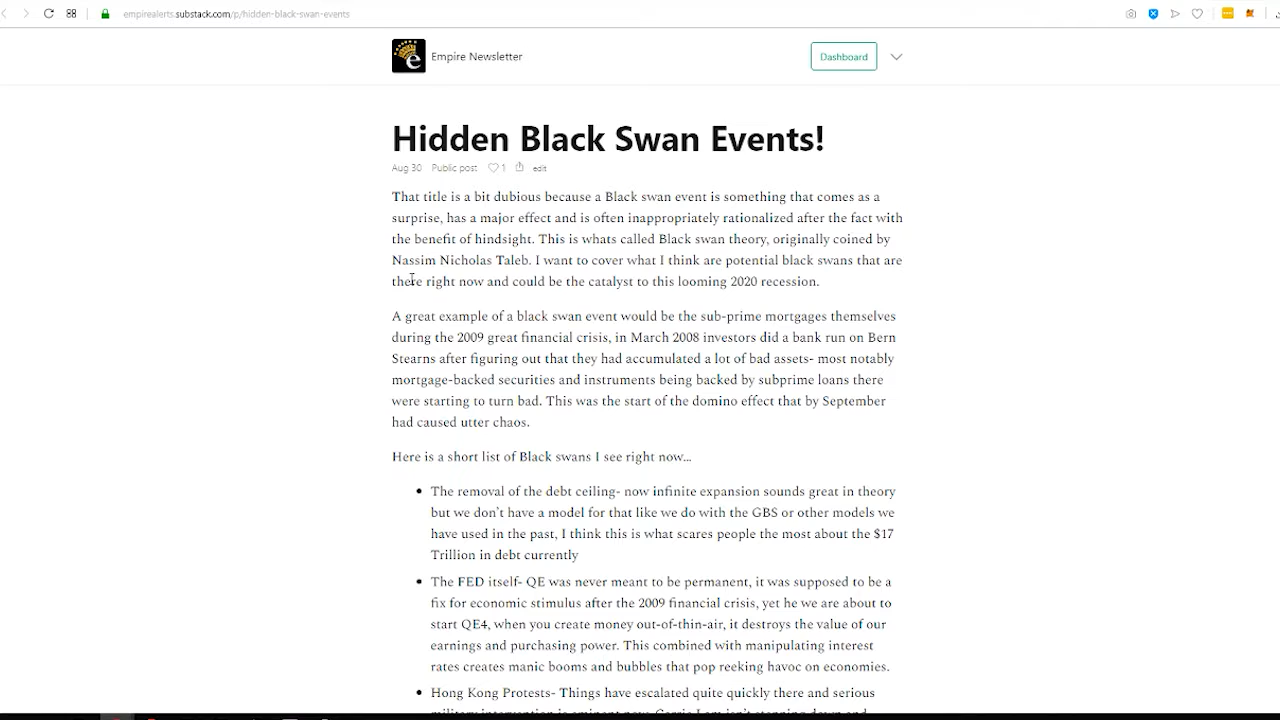 empirealerts.substack.com/p/hidden-black-swan-events
Empire Newsletter
Dashboard
Hidden Black Swan Events!
Aug 30 Public post 1 edit
That title is a bit dubious because a Black swan event is something that comes as a
surprise, has a major effect and is often inappropriately rationalized after the fact with
the benefit of hindsight. This is whats called Black swan theory, originally coined by
Nassim Nicholas Taleb. I want to cover what I think are potential black swans that are
there right now and could be the catalyst to this looming 2020 recession.
A great example of a black swan event would be the sub-prime mortgages themselves
during the 2009 great financial crisis, in March 2008 investors did a bank run on Bern
Stearns after figuring out that they had accumulated a lot of bad assets- most notably
mortgage-backed securities and instruments being backed by subprime loans there
were starting to turn bad. This was the start of the domino effect that by September
had caused utter chaos.
Here is a short list of Black swans I see right now...
• The removal of the debt ceiling- now infinite expansion sounds great in theory
but we don't have a model for that like we do with the GBS or other models we
have used in the past, I think this is what scares people the most about the $17
Trillion in debt currently
• The FED itself- QE was never meant to be permanent, it was supposed to be a
fix for economic stimulus after the 2009 financial crisis, yet he we are about to
start QE4, when you create money out-of-thin-air, it destroys the value of our
earnings and purchasing power. This combined with manipulating interest
rates creates manic booms and bubbles that pop reeking havoc on economies.
• Hong Kong Protests- Things have escalated quite quickly there and serious
military intervention is eminent now. Carrie Lam isn't stepping down and